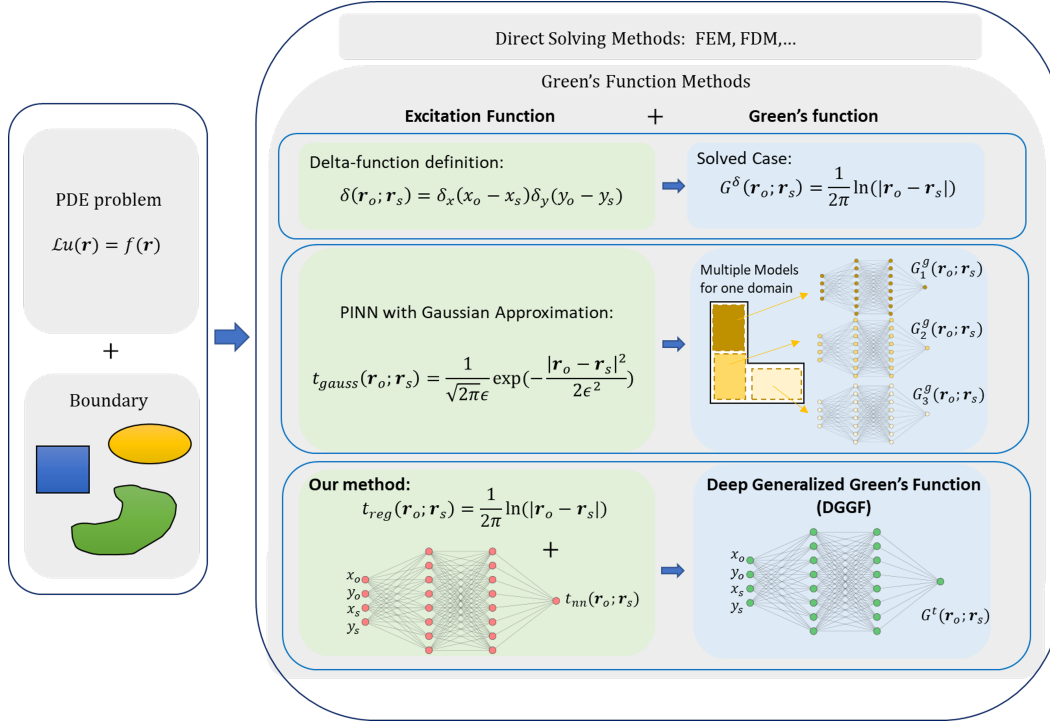 Direct Solving Methods: FEM, FDM,...
Green's Function Methods
Excitation Function + Green's function
PDE problem
ℒu(r) = f(r)
+
Boundary
Delta-function definition:
δ(r_o; r_s) = δ_x(x_o − x_s)δ_y(y_o − y_s)
Solved Case:
G^δ(r_o; r_s) = 1/2π ln(|r_o − r_s|)
PINN with Gaussian Approximation:
t_gauss(r_o; r_s) = 1/√2πϵ exp(−|r_o − r_s|²/2ϵ²)
Multiple Models
for one domain
G_1^g(r_o; r_s)
G_2^g(r_o; r_s)
G_3^g(r_o; r_s)
Our method:
t_reg(r_o; r_s) = 1/2π ln(|r_o − r_s|)
+
x_o
y_o
x_s
y_s
t_nn(r_o; r_s)
Deep Generalized Green's Function
(DGGF)
x_o
y_o
x_s
y_s
G^t(r_o; r_s)